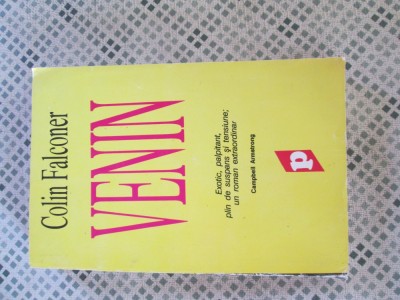 Colin Falconer
VENIN
Exotic, palpitant,
plin de suspans și tensiune;
un roman extraordinar
Campbell Armstrong
p